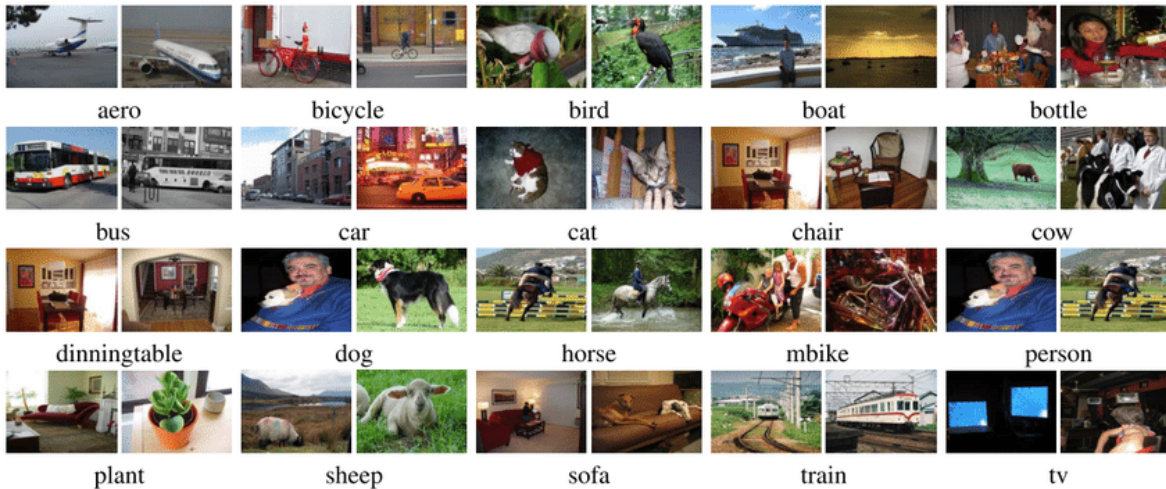 aero bicycle bird boat bottle
bus car cat chair cow
dinningtable dog horse mbike person
plant sheep sofa train tv